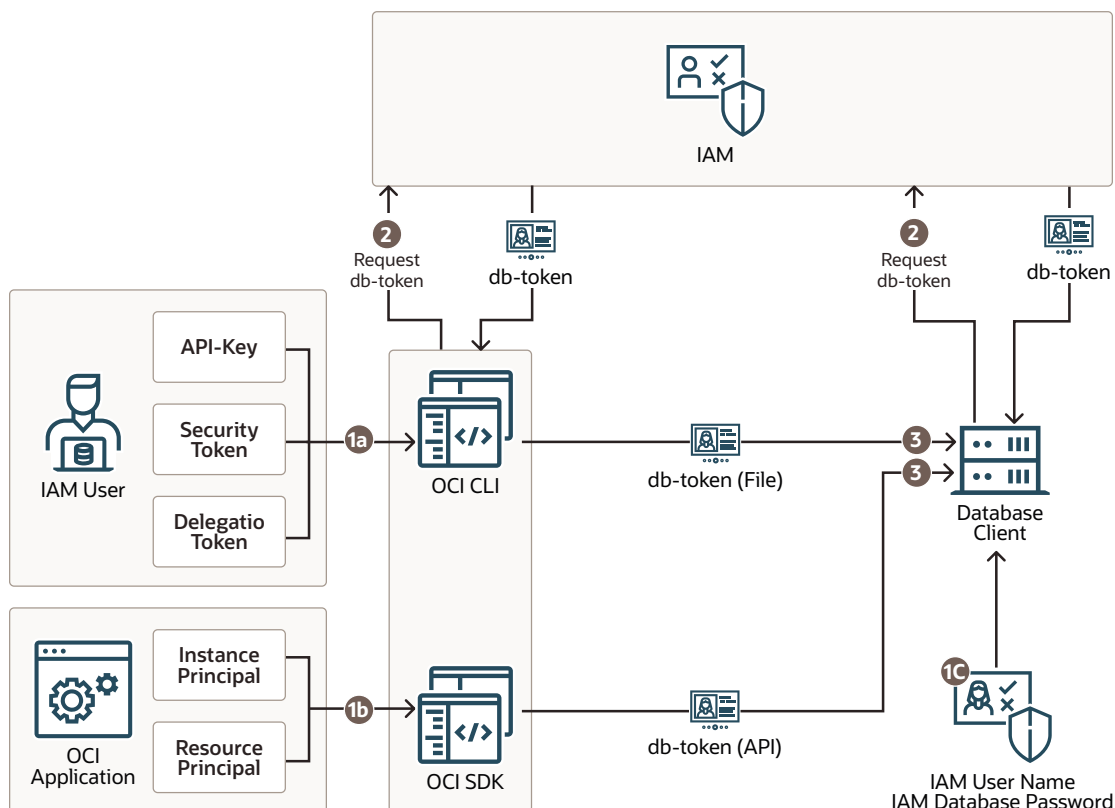 IAM
2
Request
db-token
db-token
2
Request
db-token
db-token
API-Key
Security
Token
Delegatio
Token
IAM User
1a
OCI CLI
db-token (File)
3
3
Database
Client
Instance
Principal
Resource
Principal
OCI
Application
1b
OCI SDK
db-token (API)
1C
IAM User Name
IAM Database Password